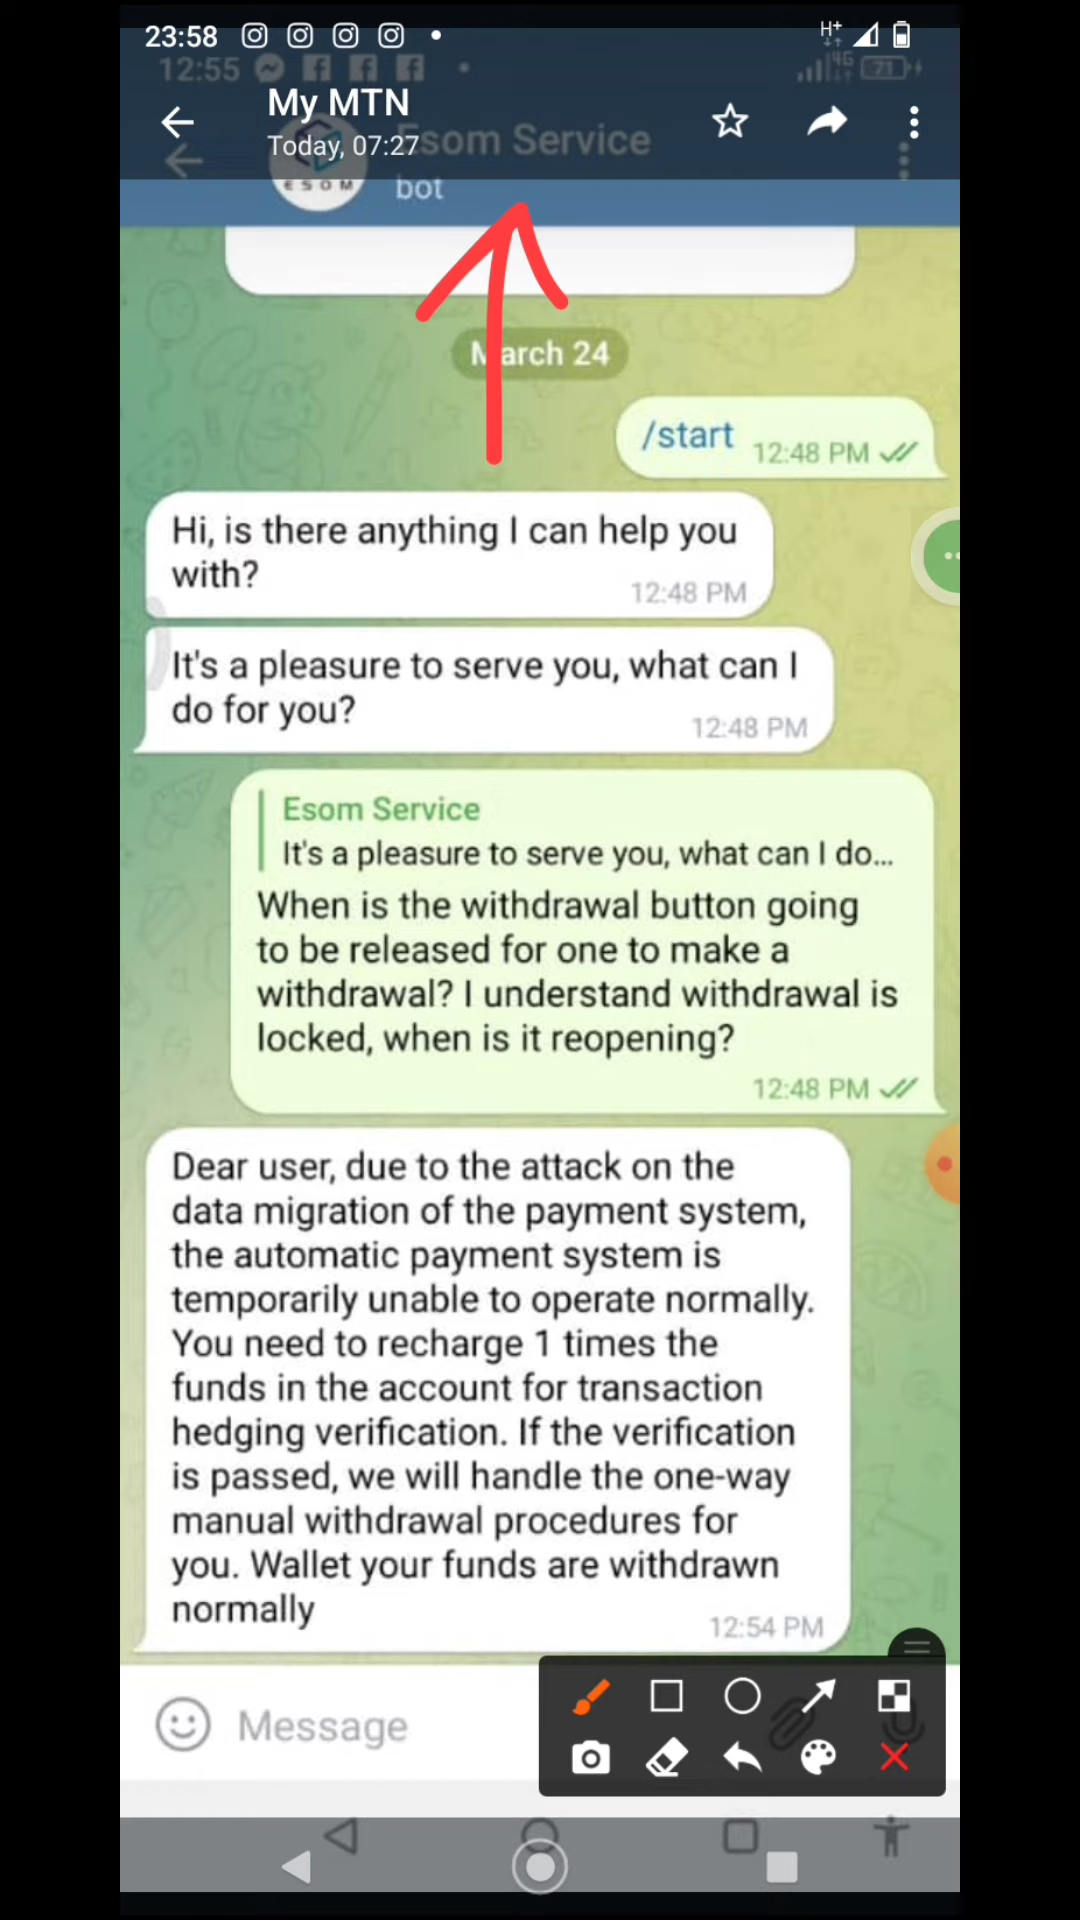 23:58
H+
12:55
4G
71
My MTN
Today, 07:27
Esom Service
ESOM
bot
March 24
/start
12:48 PM
Hi, is there anything I can help you
with?
12:48 PM
It's a pleasure to serve you, what can I
do for you?
12:48 PM
Esom Service
It's a pleasure to serve you, what can I do...
When is the withdrawal button going
to be released for one to make a
withdrawal? I understand withdrawal is
locked, when is it reopening?
12:48 PM
Dear user, due to the attack on the
data migration of the payment system,
the automatic payment system is
temporarily unable to operate normally.
You need to recharge 1 times the
funds in the account for transaction
hedging verification. If the verification
is passed, we will handle the one-way
manual withdrawal procedures for
you. Wallet your funds are withdrawn
normally
12:54 PM
Message